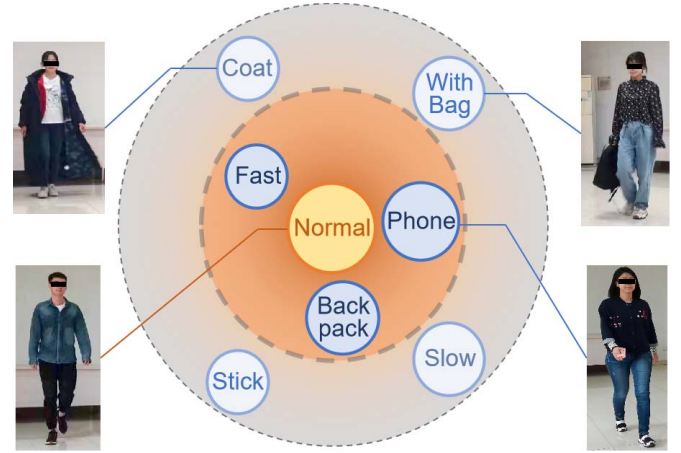 Coat
With
Bag
Fast
Normal
Phone
Back
pack
Slow
Stick